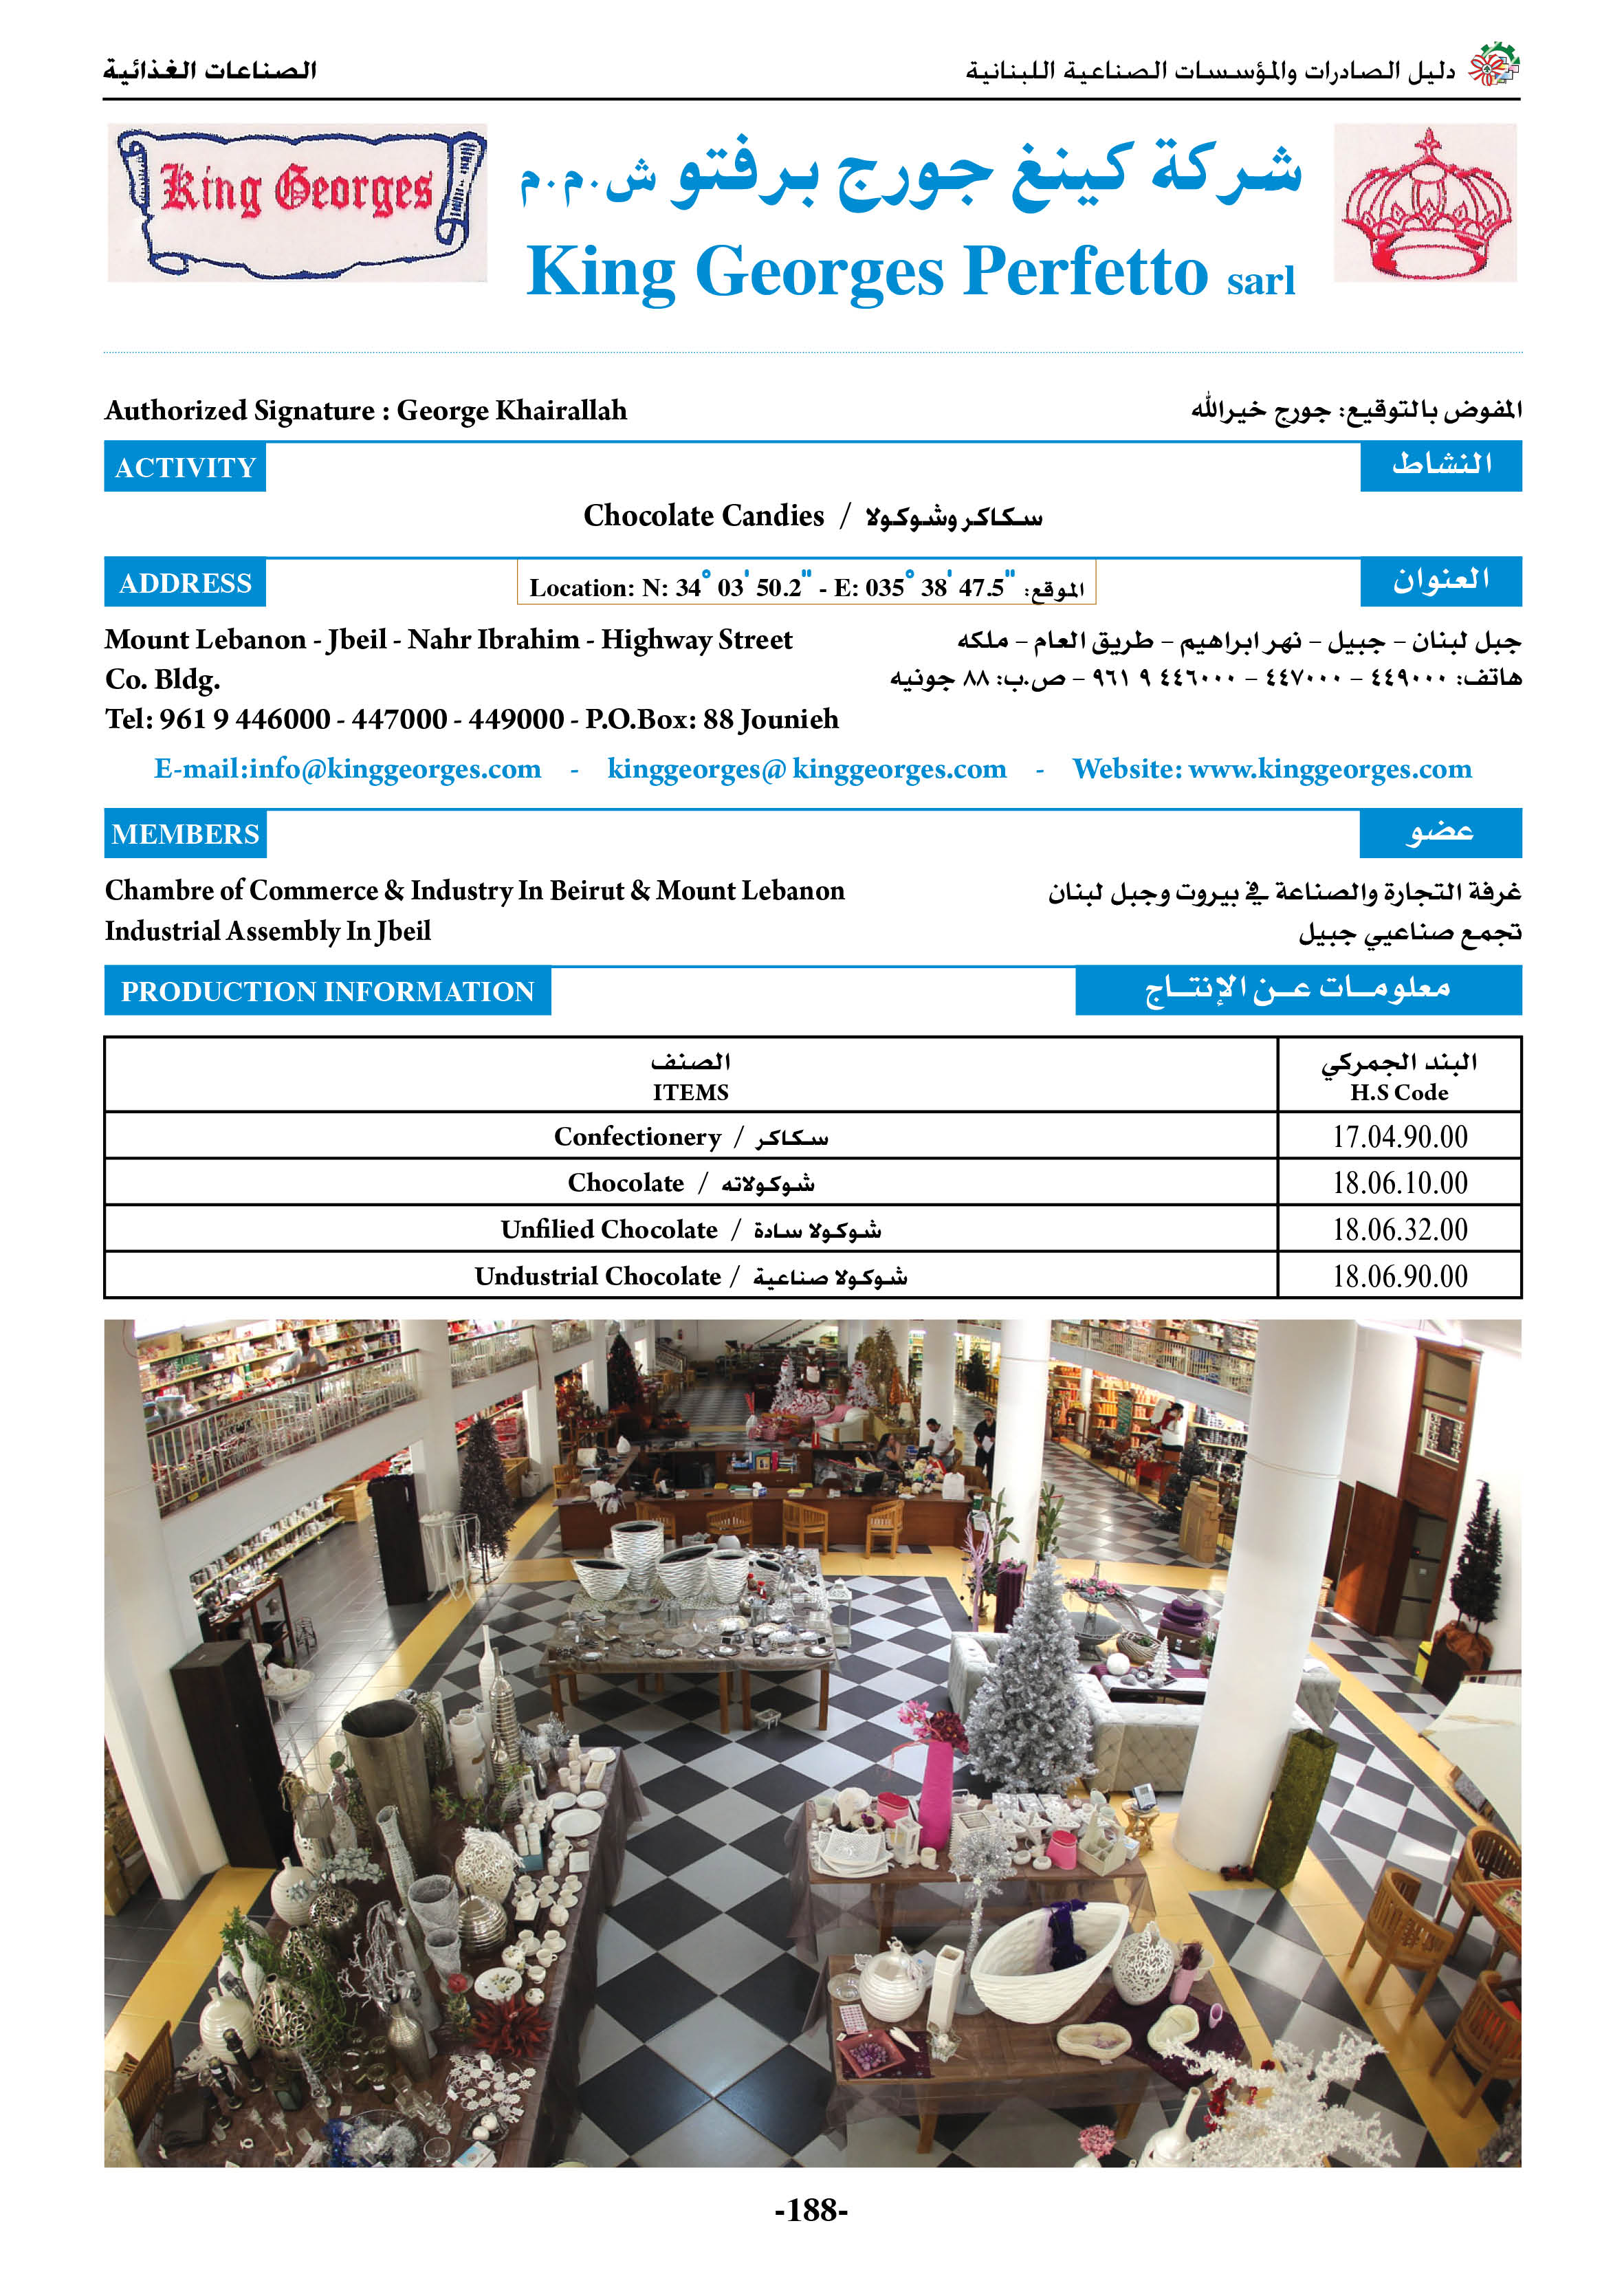 دليل الصادرات والمؤسسات الصناعية اللبنانية
الصناعات الغذائية
King Georges
شركة كينغ جورج برفتو ش.م.م
King Georges Perfetto sarl
Authorized Signature : George Khairallah
المفوض بالتوقيع: جورج خيرالله
ACTIVITY
النشاط
Chocolate Candies / سكاكر وشوكولا
ADDRESS
Location: N: 34° 03' 50.2" - E: 035° 38' 47.5" :الموقع
العنوان
Mount Lebanon - Jbeil - Nahr Ibrahim - Highway Street
Co. Bldg.
Tel: 961 9 446000 - 447000 - 449000 - P.O.Box: 88 Jounieh
جبل لبنان – جبيل – نهر ابراهيم – طريق العام – ملكه
هاتف: ٤٤٩٠٠٠ – ٤٤٧٠٠٠ – ٤٤٦٠٠٠ ٩ ٩٦١ – ص.ب: ٨٨ جونيه
E-mail:info@kinggeorges.com - kinggeorges@ kinggeorges.com - Website: www.kinggeorges.com
MEMBERS
عضو
Chambre of Commerce & Industry In Beirut & Mount Lebanon
Industrial Assembly In Jbeil
غرفة التجارة والصناعة في بيروت وجبل لبنان
تجمع صناعيي جبيل
PRODUCTION INFORMATION
معلومــات عــن الإنتــاج
الصنف
ITEMS
البند الجمركي
H.S Code
Confectionery / سكاكر
17.04.90.00
Chocolate / شوكولاته
18.06.10.00
Unfilied Chocolate / شوكولا سادة
18.06.32.00
Undustrial Chocolate / شوكولا صناعية
18.06.90.00
-188-